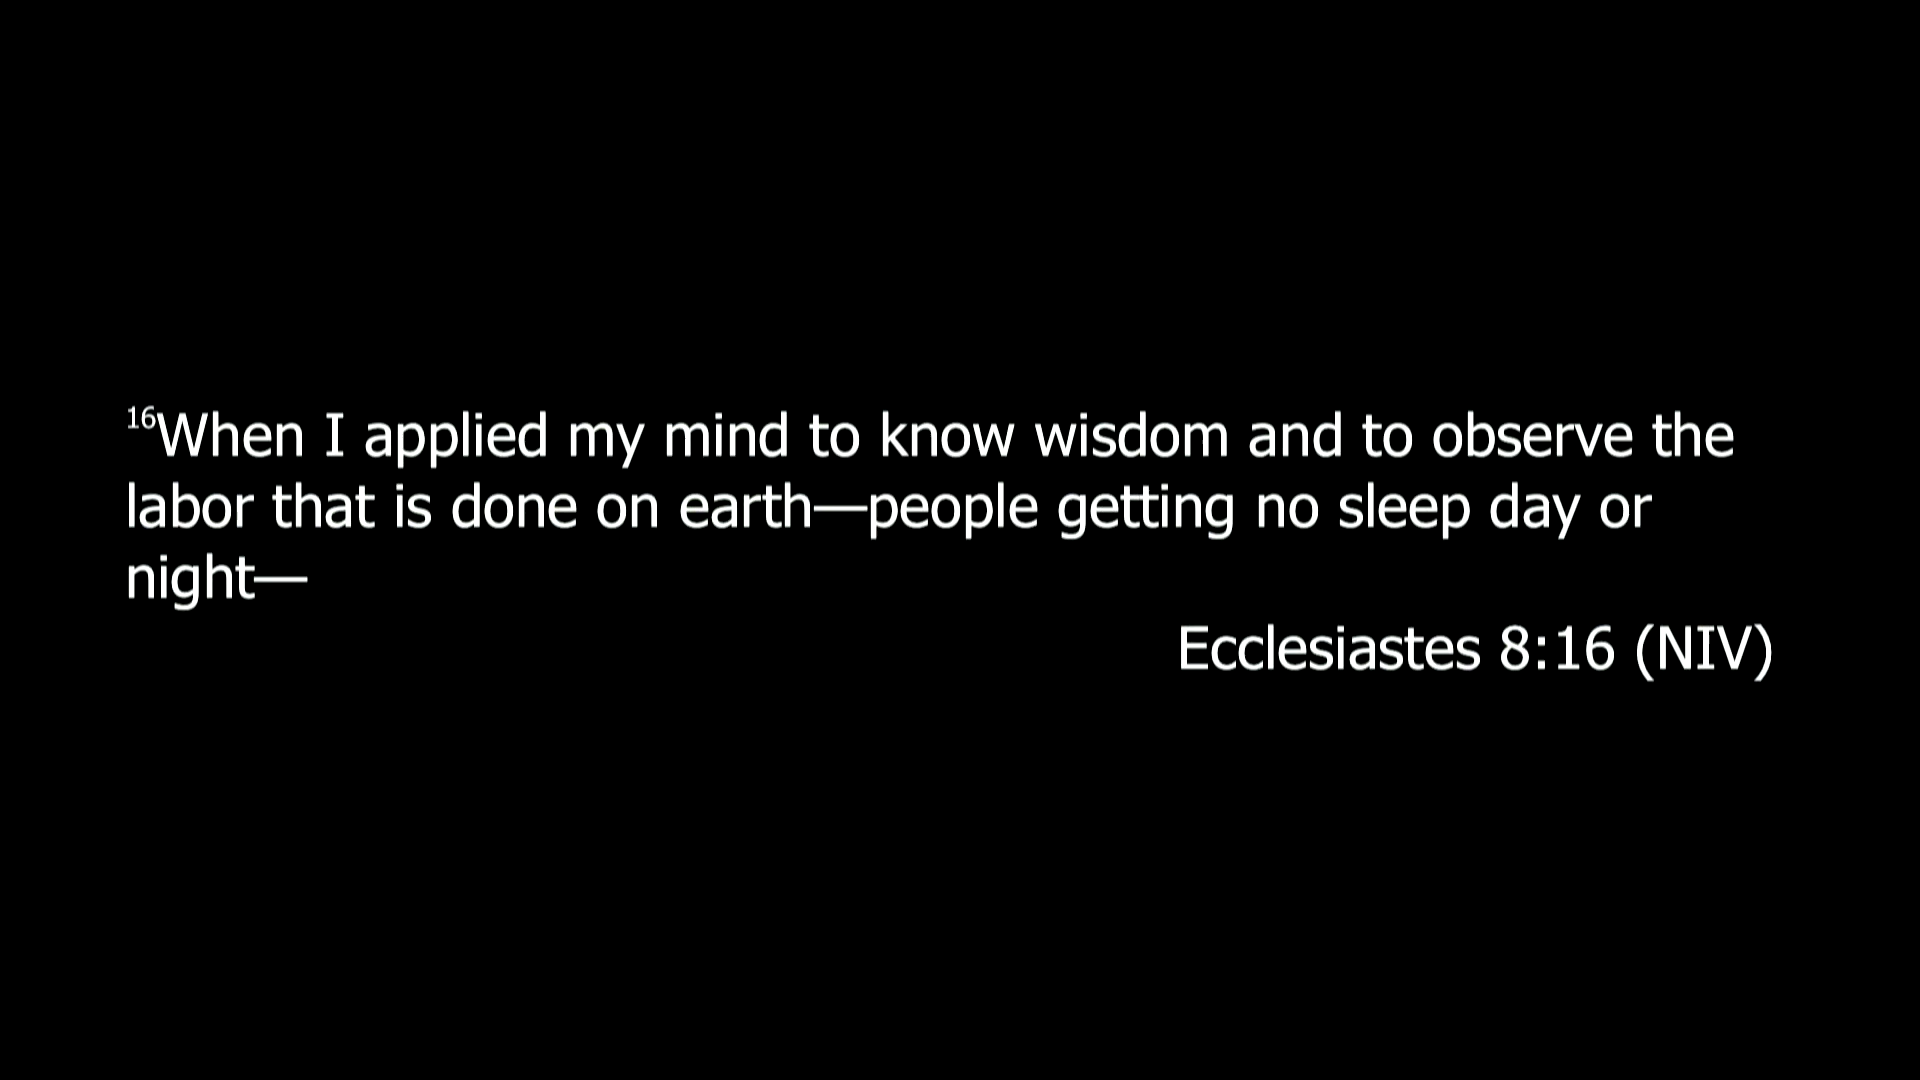 16When I applied my mind to know wisdom and to observe the
labor that is done on earth—people getting no sleep day or
night—
Ecclesiastes 8:16 (NIV)